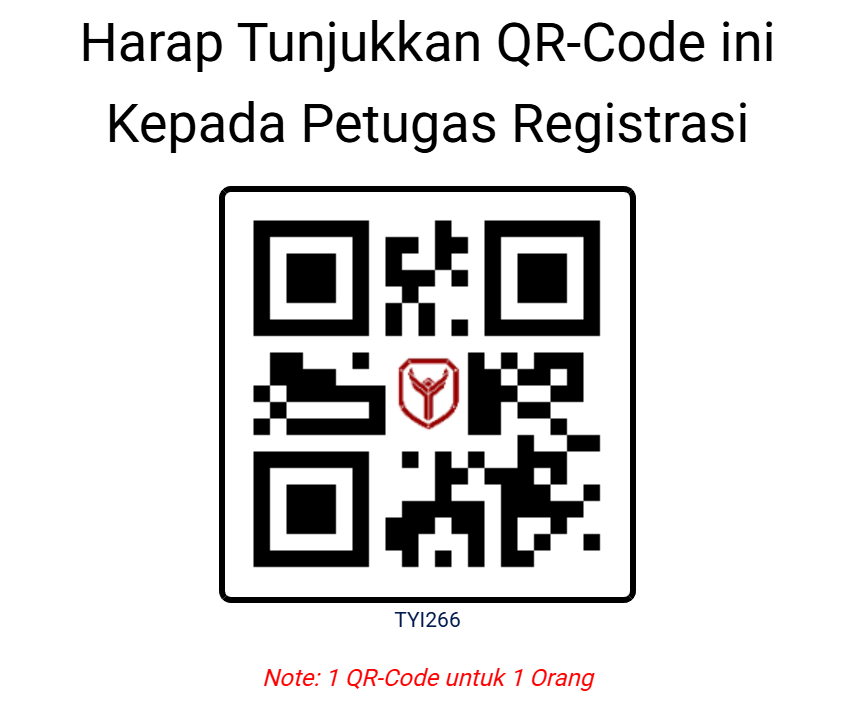 Harap Tunjukkan QR-Code ini
Kepada Petugas Registrasi
TYI266
Note: 1 QR-Code untuk 1 Orang